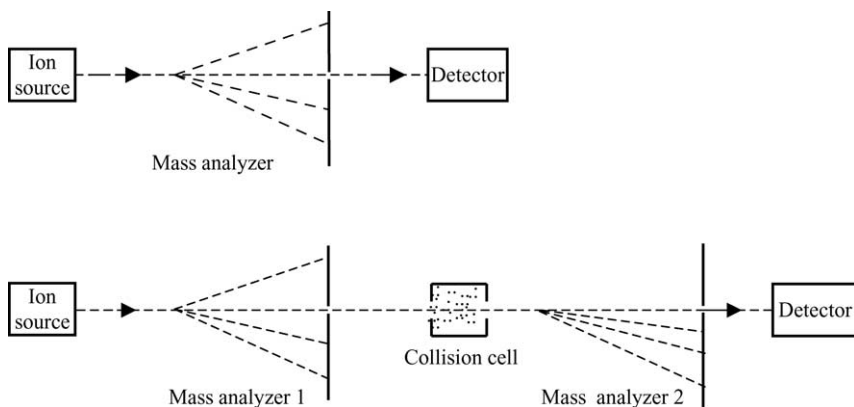 Ion
source
Detector
Mass analyzer
Ion
source
Detector
Collision cell
Mass analyzer 1
Mass analyzer 2